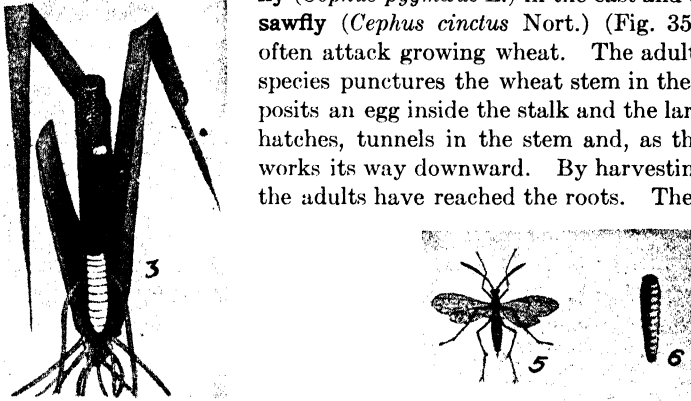 fly (Cephus pygmaeus L.) in the east and
sawfly (Cephus cinctus Nort.) (Fig. 35
often attack growing wheat. The adul
species punctures the wheat stem in the
posits an egg inside the stalk and the lar
hatches, tunnels in the stem and, as th
works its way downward. By harvestin
the adults have reached the roots. The
3
5
6